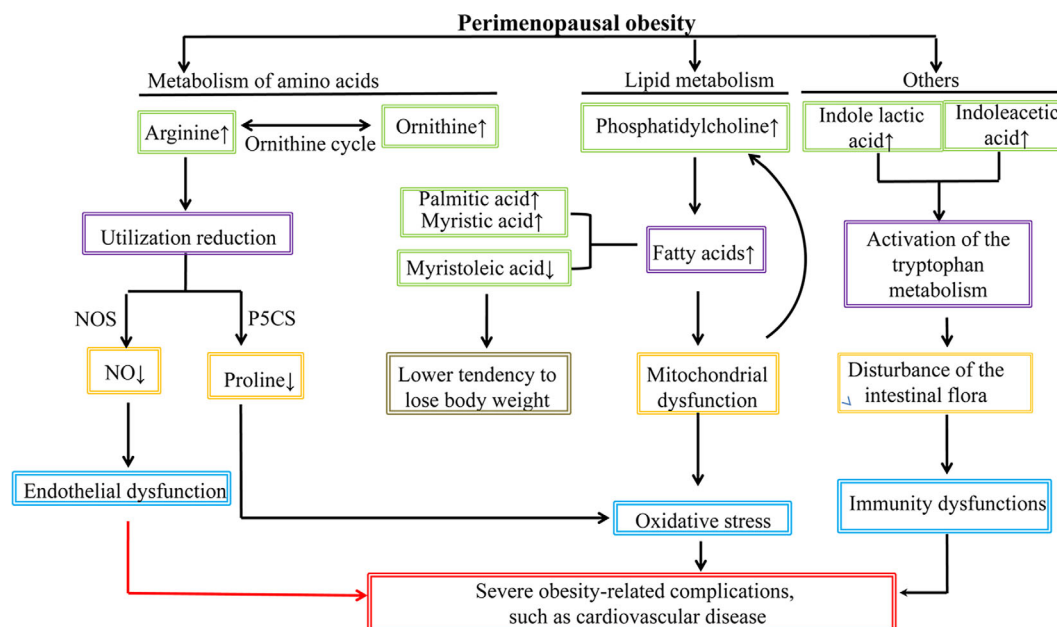 Perimenopausal obesity
Metabolism of amino acids
Lipid metabolism
Others
Arginine↑
Ornithine cycle
Ornithine↑
Phosphatidylcholine↑
Indole lactic
acid↑
Indoleacetic
acid↑
Utilization reduction
Palmitic acid↑
Myristic acid↑
Myristoleic acid↓
Fatty acids↑
Activation of the
tryptophan
metabolism
NOS
P5CS
NO↓
Proline↓
Lower tendency to
lose body weight
Mitochondrial
dysfunction
Disturbance of the
intestinal flora
Endothelial dysfunction
Oxidative stress
Immunity dysfunctions
Severe obesity-related complications,
such as cardiovascular disease